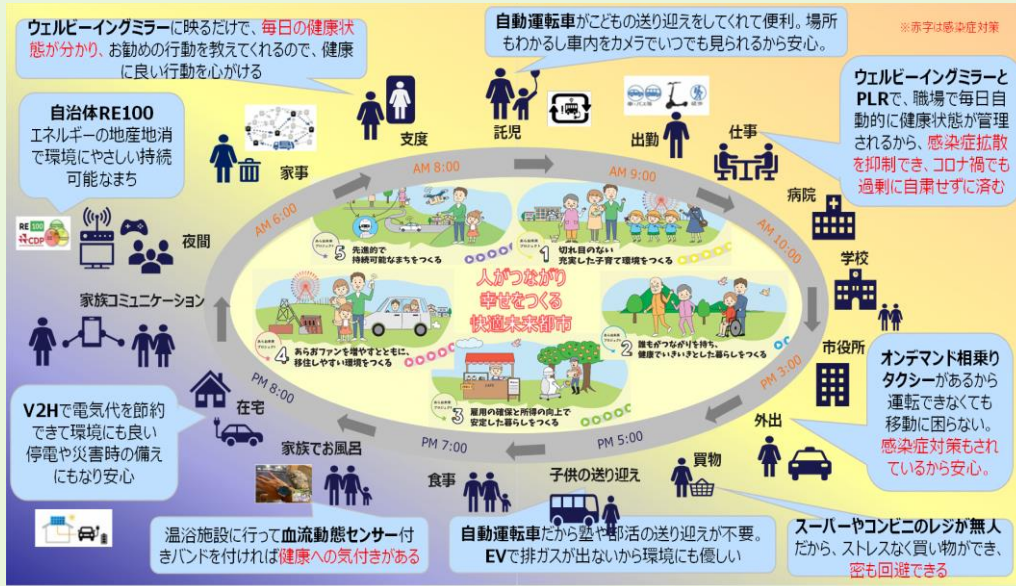 ※赤字は感染症対策
ウェルビーイングミラーに映るだけで、毎日の健康状
態が分かり、お勧めの行動を教えてくれるので、健康
に良い行動を心がける
自動運転車がこどもの送り迎えをしてくれて便利。場所
もわかるし車内をカメラでいつでも見られるから安心。
ウェルビーイングミラーと
PLRで、職場で毎日自
動的に健康状態が管理
されるから、感染症拡散
を抑制でき、コロナ禍でも
過剰に自粛せずに済む
自治体RE100
エネルギーの地産地消
で環境にやさしい持続
可能なまち
家事
支度
託児
出勤
仕事
病院
学校
市役所
外出
買物
子供の送り迎え
食事
家族でお風呂
在宅
家族コミュニケーション
夜間
RE 100
CDP
AM 6:00
AM 8:00
AM 9:00
AM 10:00
PM 3:00
PM 5:00
PM 7:00
PM 8:00
5
先進的で
持続可能なまちをつくる
1
切れ目のない
充実した子育て環境をつくる
人がつながり
幸せをつくる
快適未来都市
4
あらおファンを増やすとともに、
移住しやすい環境をつくる
2
誰もがつながりを持ち、
健康でいきいきとした暮らしをつくる
3
雇用の確保と所得の向上で
安定した暮らしをつくる
オンデマンド相乗り
タクシーがあるから
運転できなくても
移動に困らない。
感染症対策もされ
ているから安心。
V2Hで電気代を節約
できて環境にも良い
停電や災害時の備え
にもなり安心
温浴施設に行って血流動態センサー付
きバンドを付ければ健康への気付きがある
自動運転車だから塾や部活の送り迎えが不要。
EVで排ガスが出ないから環境にも優しい
スーパーやコンビニのレジが無人
だから、ストレスなく買い物ができ、
密も回避できる